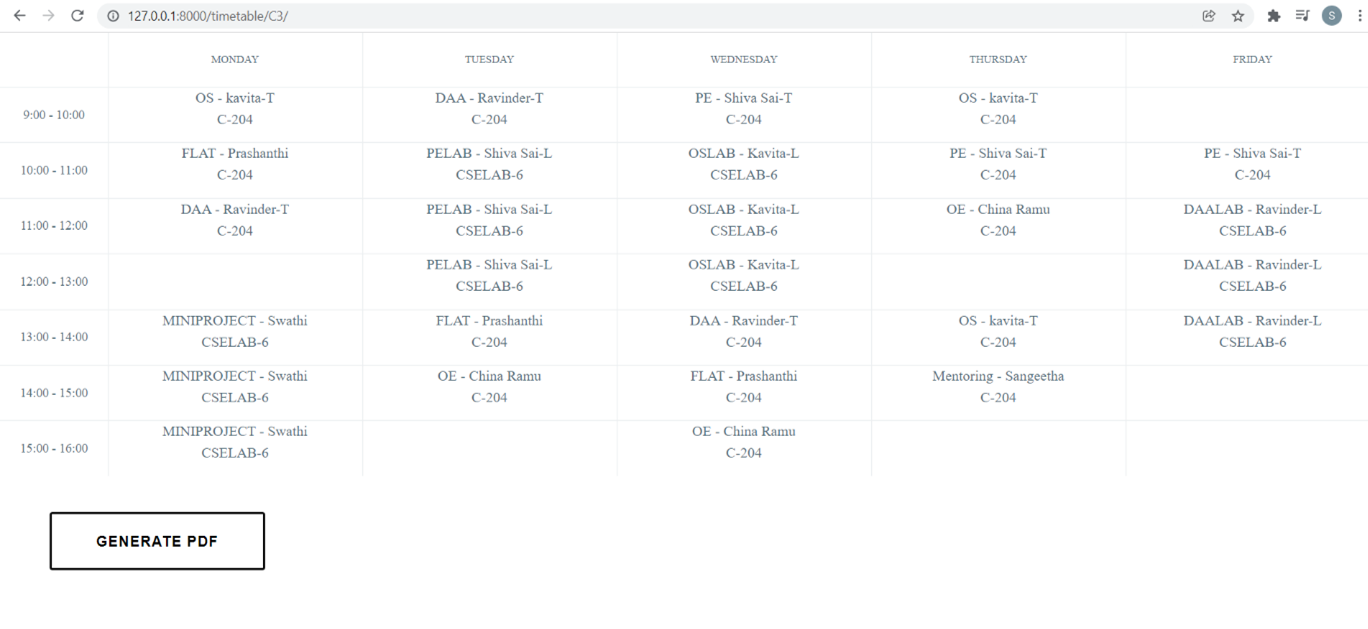 127.0.0.1:8000/timetable/C3/
S
MONDAY TUESDAY WEDNESDAY THURSDAY FRIDAY
9:00 - 10:00
OS - kavita-T
C-204
DAA - Ravinder-T
C-204
PE - Shiva Sai-T
C-204
OS - kavita-T
C-204
10:00 - 11:00
FLAT - Prashanthi
C-204
PELAB - Shiva Sai-L
CSELAB-6
OSLAB - Kavita-L
CSELAB-6
PE - Shiva Sai-T
C-204
PE - Shiva Sai-T
C-204
11:00 - 12:00
DAA - Ravinder-T
C-204
PELAB - Shiva Sai-L
CSELAB-6
OSLAB - Kavita-L
CSELAB-6
OE - China Ramu
C-204
DAALAB - Ravinder-L
CSELAB-6
12:00 - 13:00
PELAB - Shiva Sai-L
CSELAB-6
OSLAB - Kavita-L
CSELAB-6
DAALAB - Ravinder-L
CSELAB-6
13:00 - 14:00
MINIPROJECT - Swathi
CSELAB-6
FLAT - Prashanthi
C-204
DAA - Ravinder-T
C-204
OS - kavita-T
C-204
DAALAB - Ravinder-L
CSELAB-6
14:00 - 15:00
MINIPROJECT - Swathi
CSELAB-6
OE - China Ramu
C-204
FLAT - Prashanthi
C-204
Mentoring - Sangeetha
C-204
15:00 - 16:00
MINIPROJECT - Swathi
CSELAB-6
OE - China Ramu
C-204
GENERATE PDF